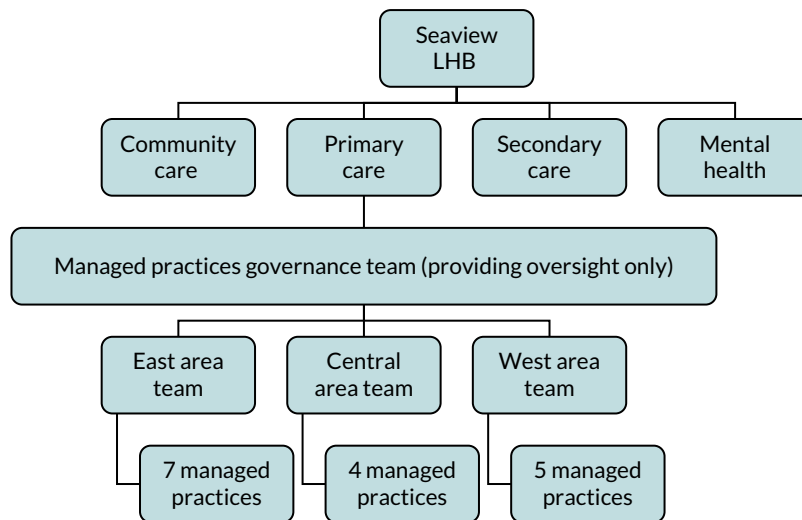 Seaview
LHB
Community
care
Primary
care
Secondary
care
Mental
health
Managed practices governance team (providing oversight only)
East area
team
Central
area team
West area
team
7 managed
practices
4 managed
practices
5 managed
practices